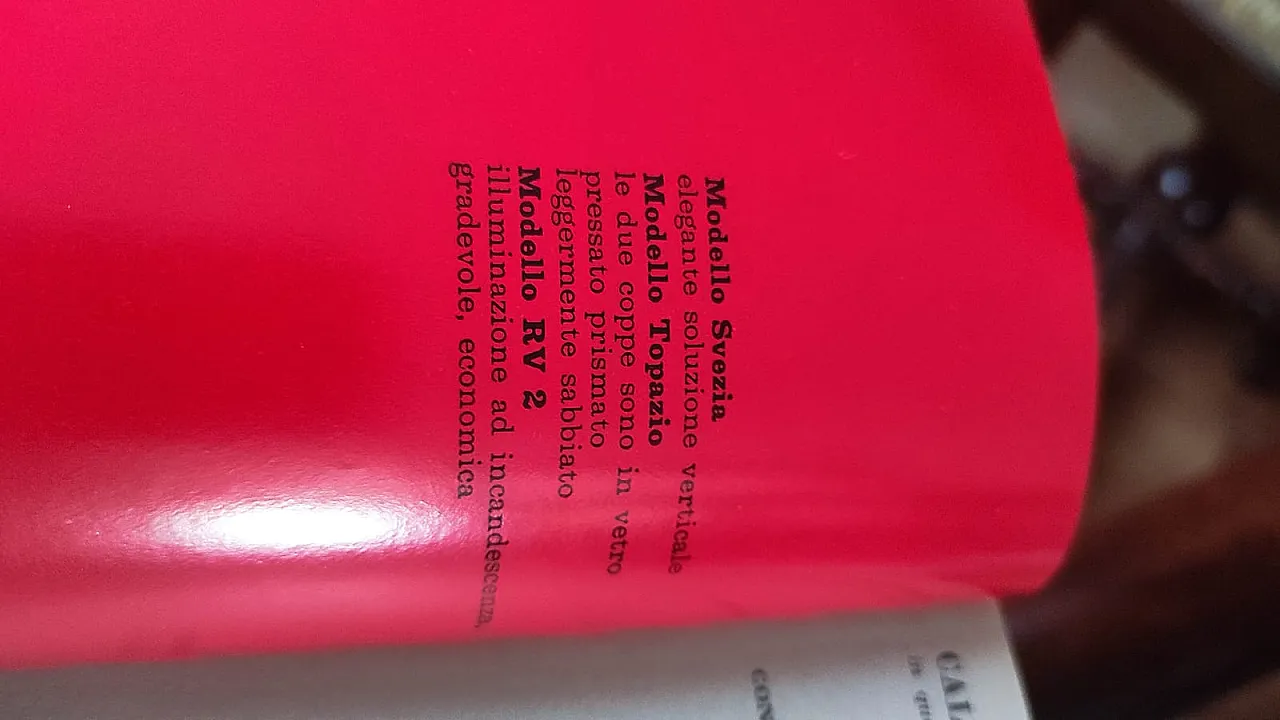 Modello Svezia
elegante soluzione verticale
Modello Topazio
le due coppe sono in vetro
pressato prismato
leggermente sabbiato
Modello RV 2
illuminazione ad incandescenza,
gradevole, economica